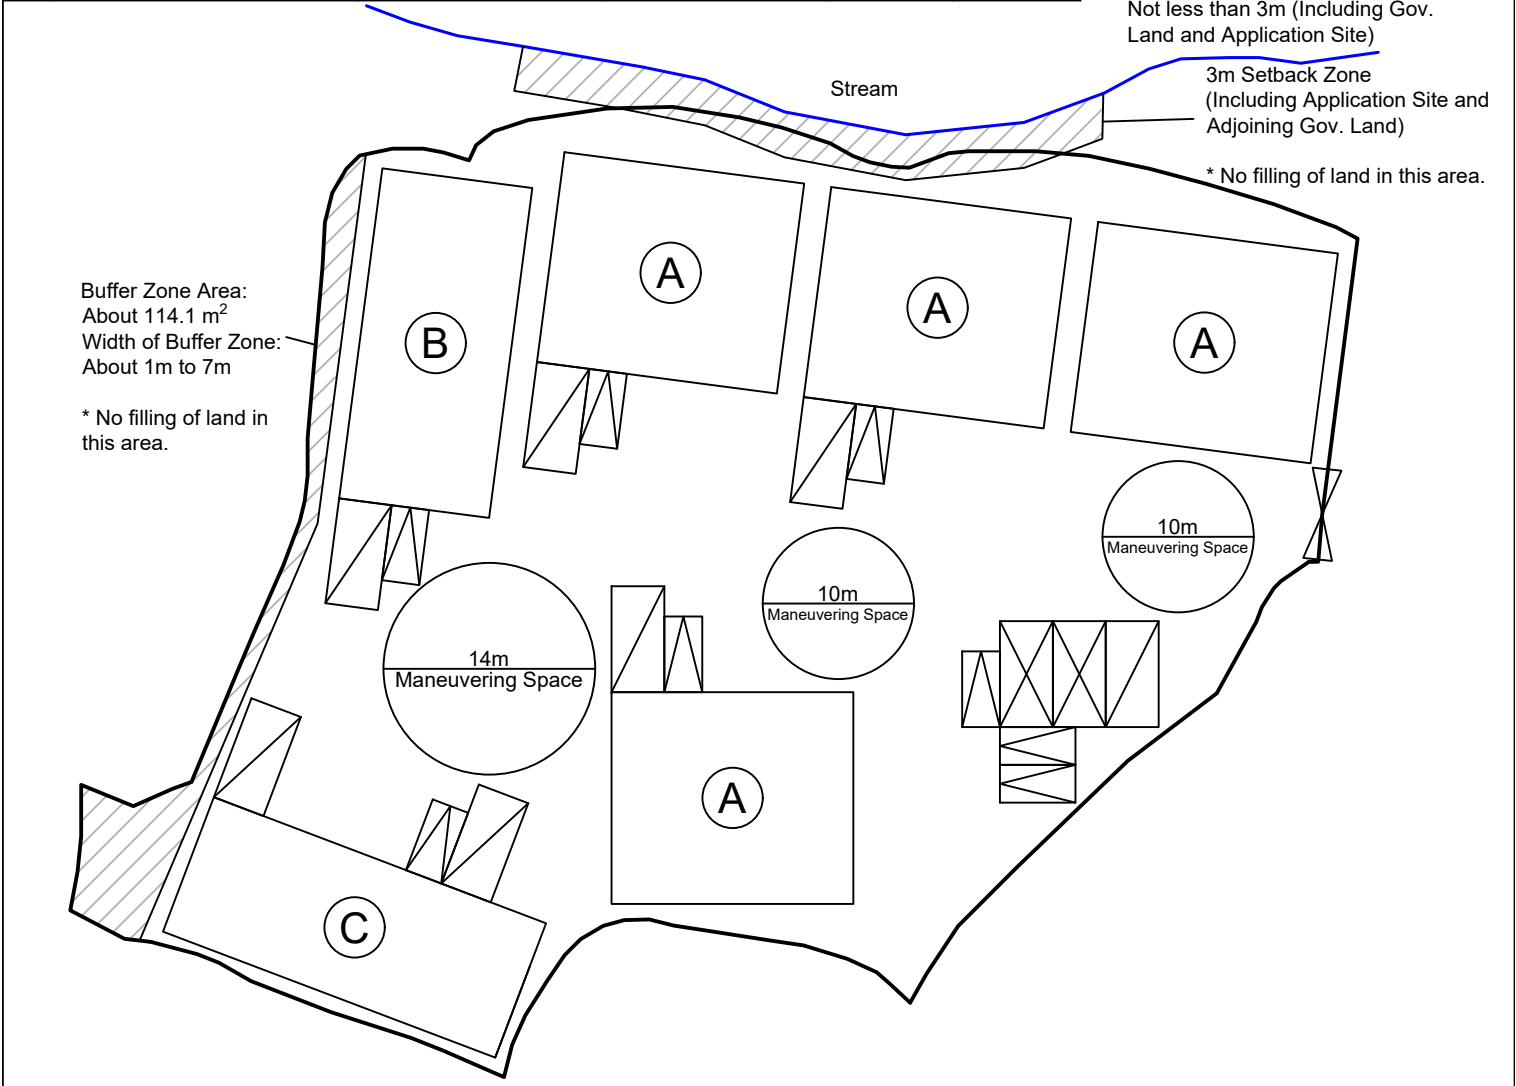 Not less than 3m (Including Gov.
Land and Application Site)
Stream
3m Setback Zone
(Including Application Site and
Adjoining Gov. Land)
* No filling of land in this area.
Buffer Zone Area:
About 114.1 m²
Width of Buffer Zone:
About 1m to 7m
* No filling of land in
this area.
A
A
B
A
10m
Maneuvering Space
10m
Maneuvering Space
14m
Maneuvering Space
A
C